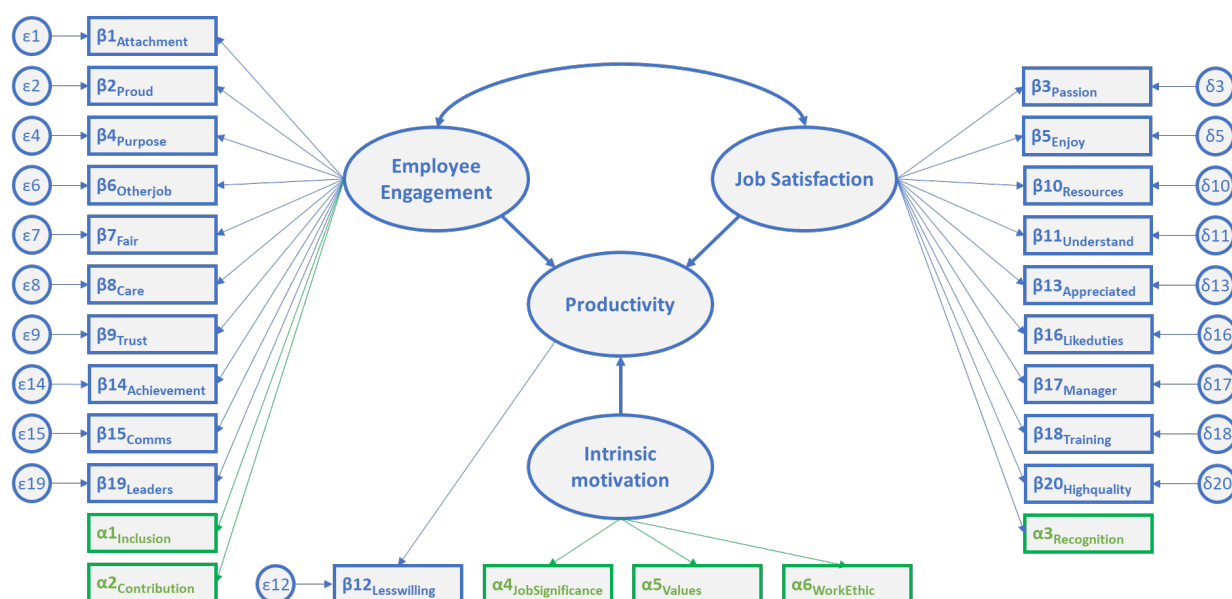 ε1
β1Attachment
ε2
β2Proud
ε4
β4Purpose
ε6
β6Otherjob
ε7
β7Fair
ε8
β8Care
ε9
β9Trust
ε14
β14Achievement
ε15
β15Comms
ε19
β19Leaders
α1Inclusion
α2Contribution
Employee
Engagement
Job Satisfaction
Productivity
Intrinsic
motivation
ε12
β12Lesswilling
α4JobSignificance
α5Values
α6WorkEthic
β3Passion
δ3
β5Enjoy
δ5
β10Resources
δ10
β11Understand
δ11
β13Appreciated
δ13
β16Likeduties
δ16
β17Manager
δ17
β18Training
δ18
β20Highquality
δ20
α3Recognition